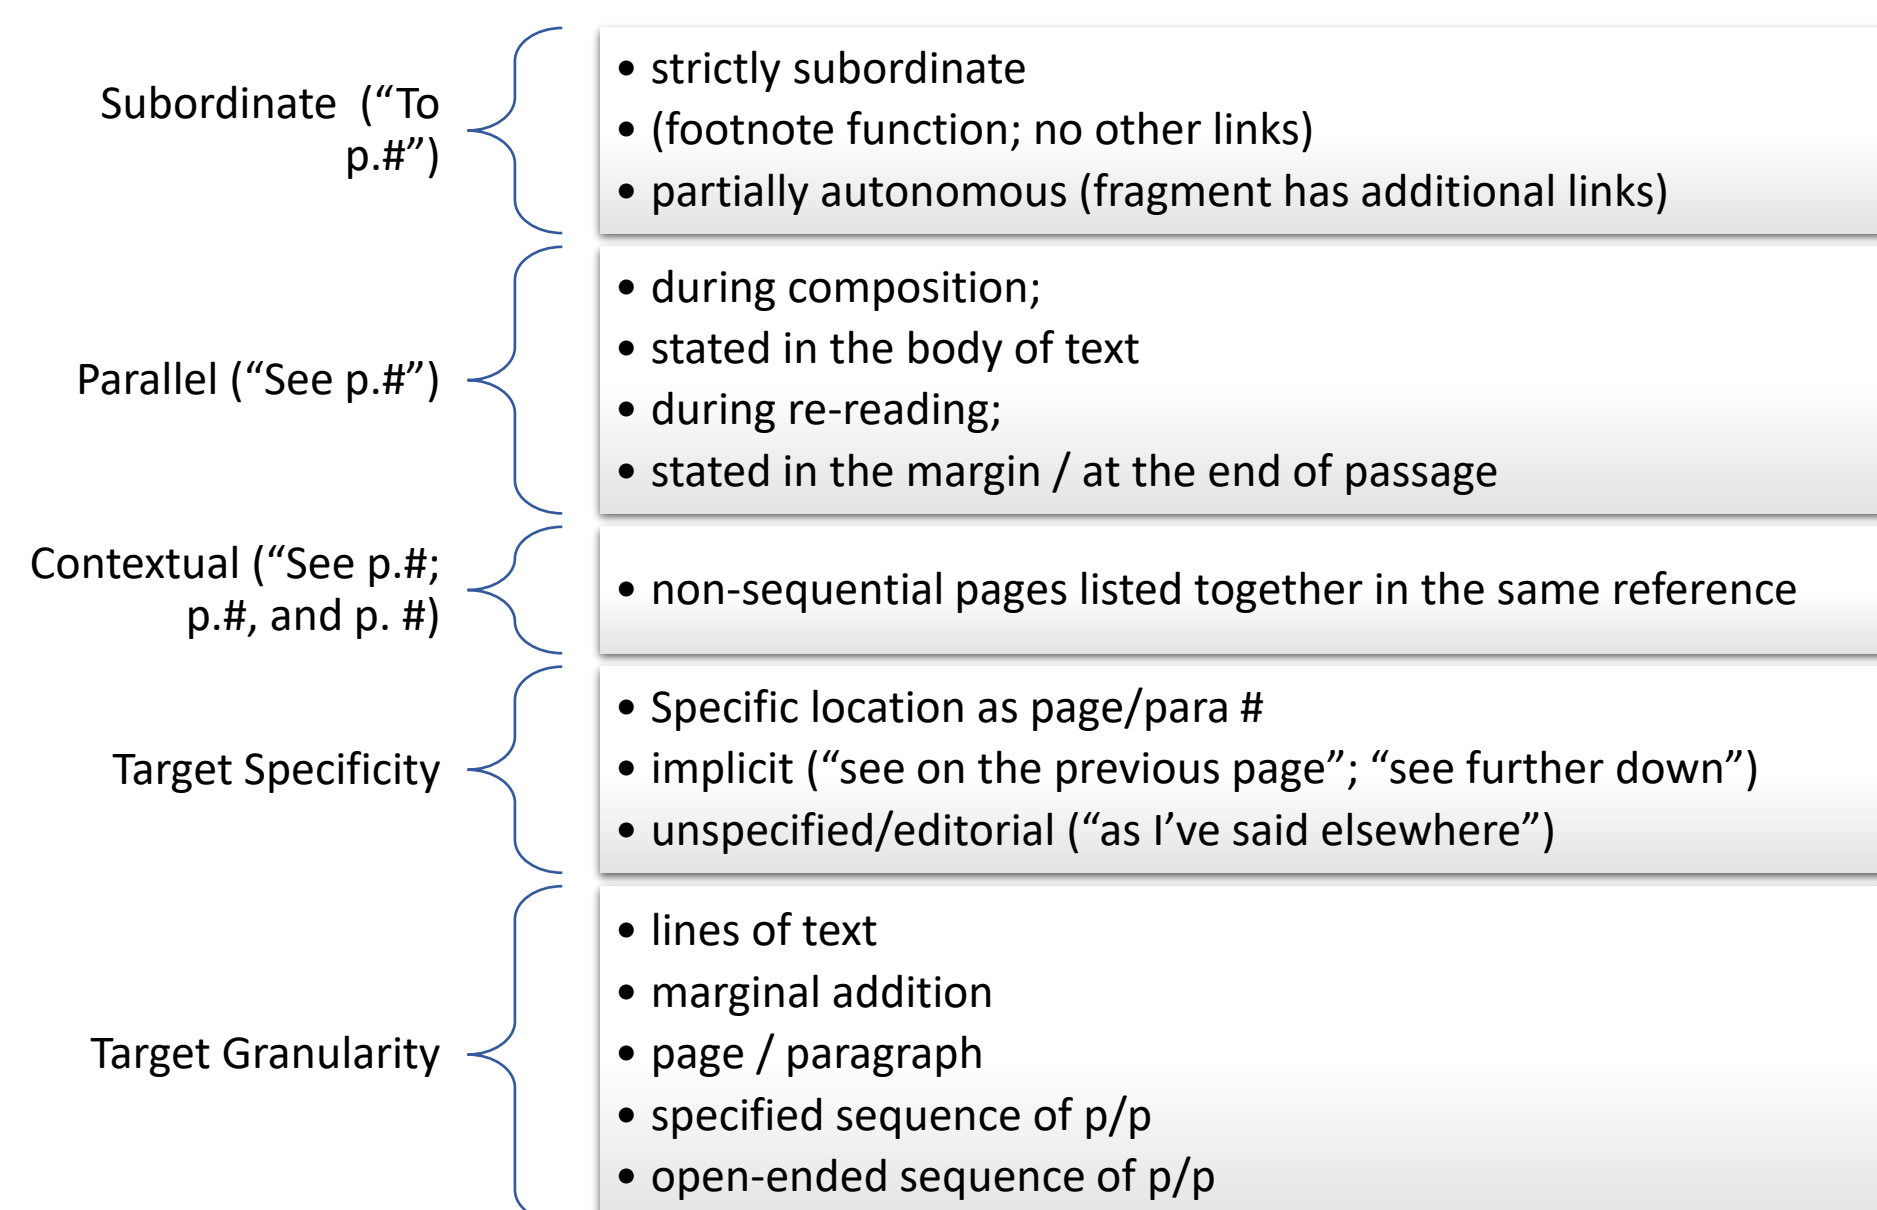 Subordinate  (“To
p.#”)
• strictly subordinate
• (footnote function; no other links)
• partially autonomous (fragment has additional links)
Parallel (“See p.#”)
• during composition;
• stated in the body of text
• during re-reading;
• stated in the margin / at the end of passage
Contextual (“See p.#;
p.#, and p. #)
• non-sequential pages listed together in the same reference
Target Specificity
• Specific location as page/para #
• implicit (“see on the previous page”; “see further down”)
• unspecified/editorial (“as I’ve said elsewhere”)
Target Granularity
• lines of text
• marginal addition
• page / paragraph
• specified sequence of p/p
• open-ended sequence of p/p